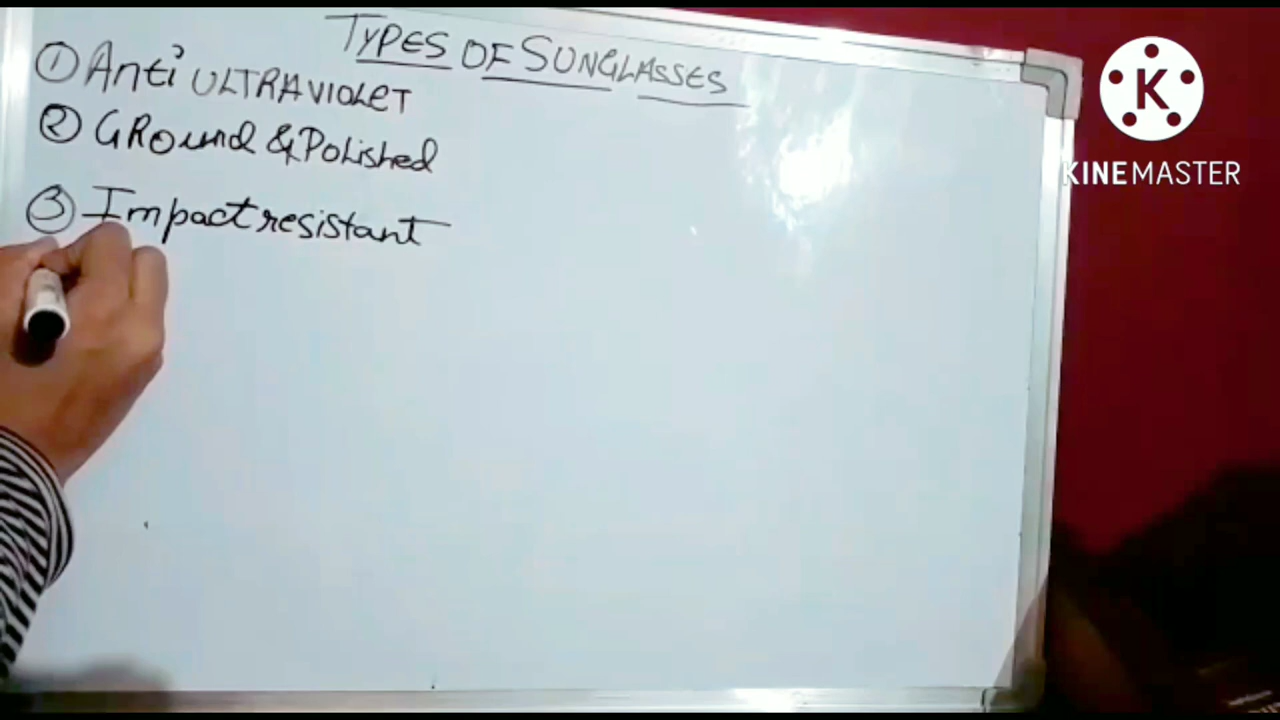 TYPES OF SUNGLASSES
① Anti ULTRAVIOLET
② GRound & Polished
③ Impact resistant
K
KINEMASTER